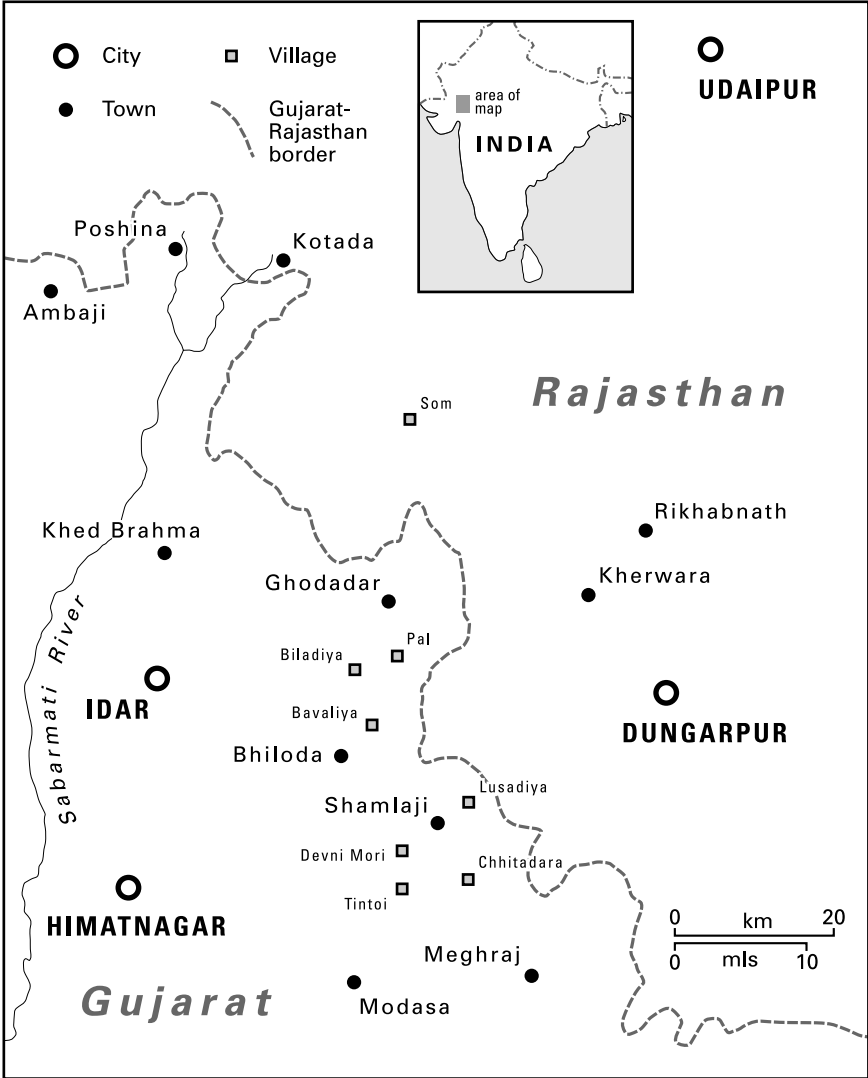 City
Village
Town
Gujarat-
Rajasthan
border
area of
map
INDIA
UDAIPUR
Poshina
Kotada
Ambaji
Rajasthan
Som
Khed Brahma
Rikhabnath
Ghodadar
Kherwara
Pal
Biladiya
Sabarmati River
IDAR
Bavaliya
DUNGARPUR
Bhiloda
Lusadiya
Shamlaji
Devni Mori
Chhitadara
Tintoi
HIMATNAGAR
0 km 20
0 mls 10
Meghraj
Gujarat
Modasa